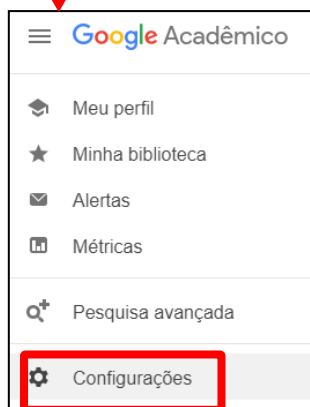 Google Acadêmico
Meu perfil
Minha biblioteca
Alertas
Métricas
Pesquisa avançada
Configurações